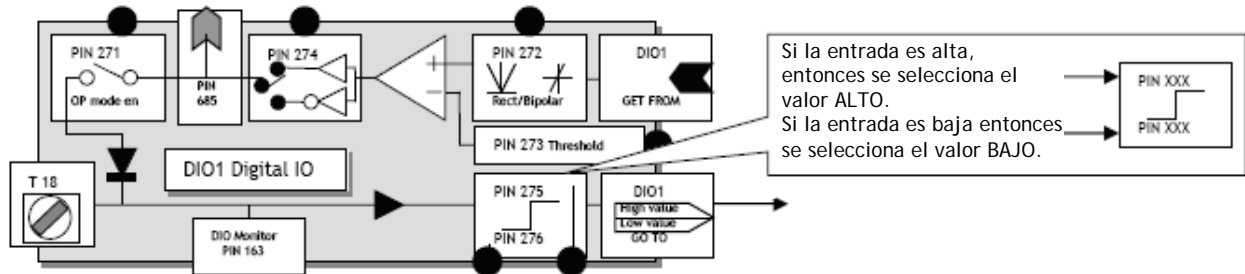 PIN 271
OP mode en
PIN
685
PIN 274
PIN 272
Rect/Bipolar
DIO1
GET FROM
PIN 273 Threshold
Si la entrada es alta,
entonces se selecciona el
valor ALTO.
Si la entrada es baja entonces
se selecciona el valor BAJO.
PIN XXX
PIN XXX
T 18
DIO1 Digital IO
DIO Monitor
PIN 163
PIN 275
PIN 276
DIO1
High value
Low value
GO TO